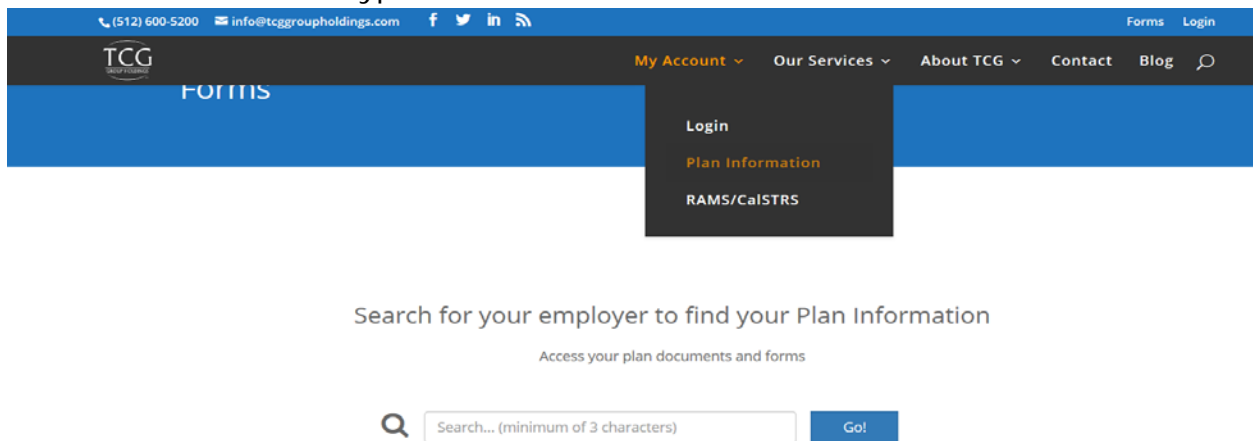 (512) 600-5200 info@tcggroupholdings.com Forms Login
TCG
GROUP HOLDINGS
My Account Our Services About TCG Contact Blog
Forms
Login
Plan Information
RAMS/CalSTRS
Search for your employer to find your Plan Information
Access your plan documents and forms
Search... (minimum of 3 characters) Go!